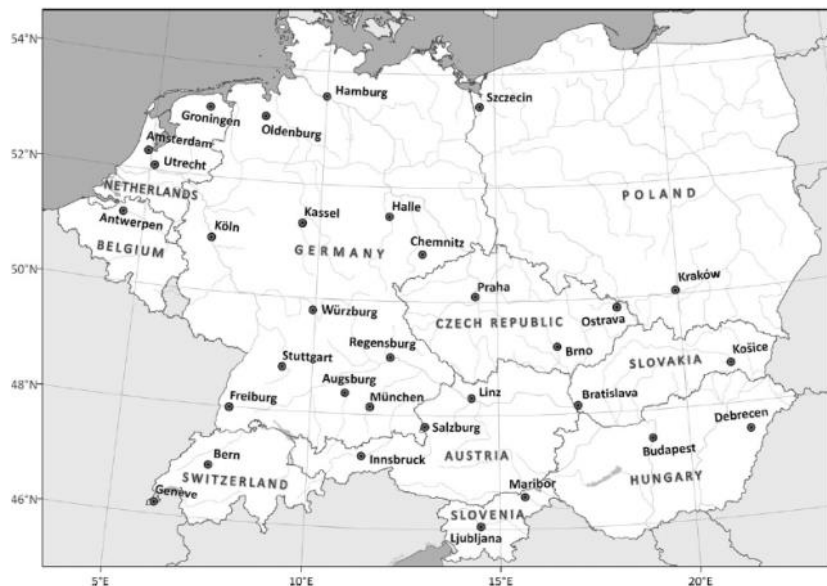 54°N
Hamburg
Szczecin
Groningen
Oldenburg
Amsterdam
52°N
Utrecht
NETHERLANDS
POLAND
Antwerpen
Kassel
Halle
Köln
BELGIUM
GERMANY
Chemnitz
50°N
Praha
Kraków
Würzburg
CZECH REPUBLIC
Ostrava
Regensburg
Brno
Stuttgart
SLOVAKIA
Košice
48°N
Augsburg
Freiburg
München
Linz
Bratislava
Debrecen
Salzburg
Budapest
Bern
Innsbruck
AUSTRIA
SWITZERLAND
HUNGARY
46°N
Genève
Maribor
SLOVENIA
Ljubljana
5°E
10°E
15°E
20°E